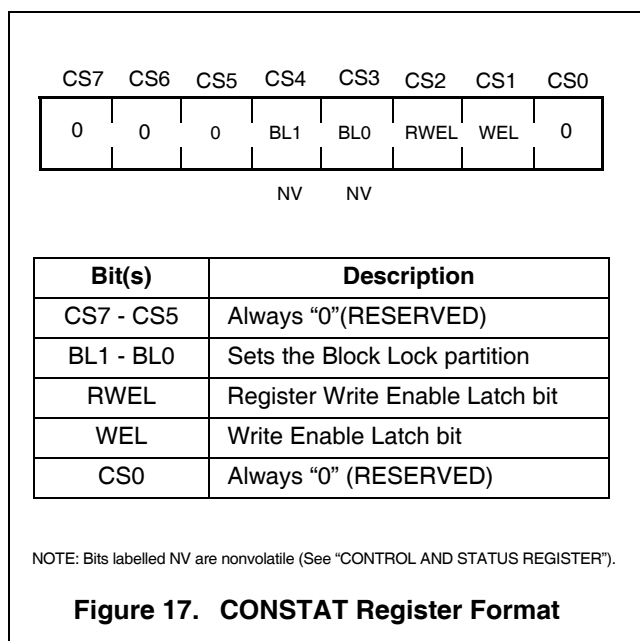 CS7 CS6 CS5 CS4 CS3 CS2 CS1 CS0
0 0 0 BL1 BL0 RWEL WEL 0
NV NV
Bit(s) Description
CS7 - CS5 Always “0”(RESERVED)
BL1 - BL0 Sets the Block Lock partition
RWEL Register Write Enable Latch bit
WEL Write Enable Latch bit
CS0 Always “0” (RESERVED)
NOTE: Bits labelled NV are nonvolatile (See “CONTROL AND STATUS REGISTER”).
Figure 17. CONSTAT Register Format